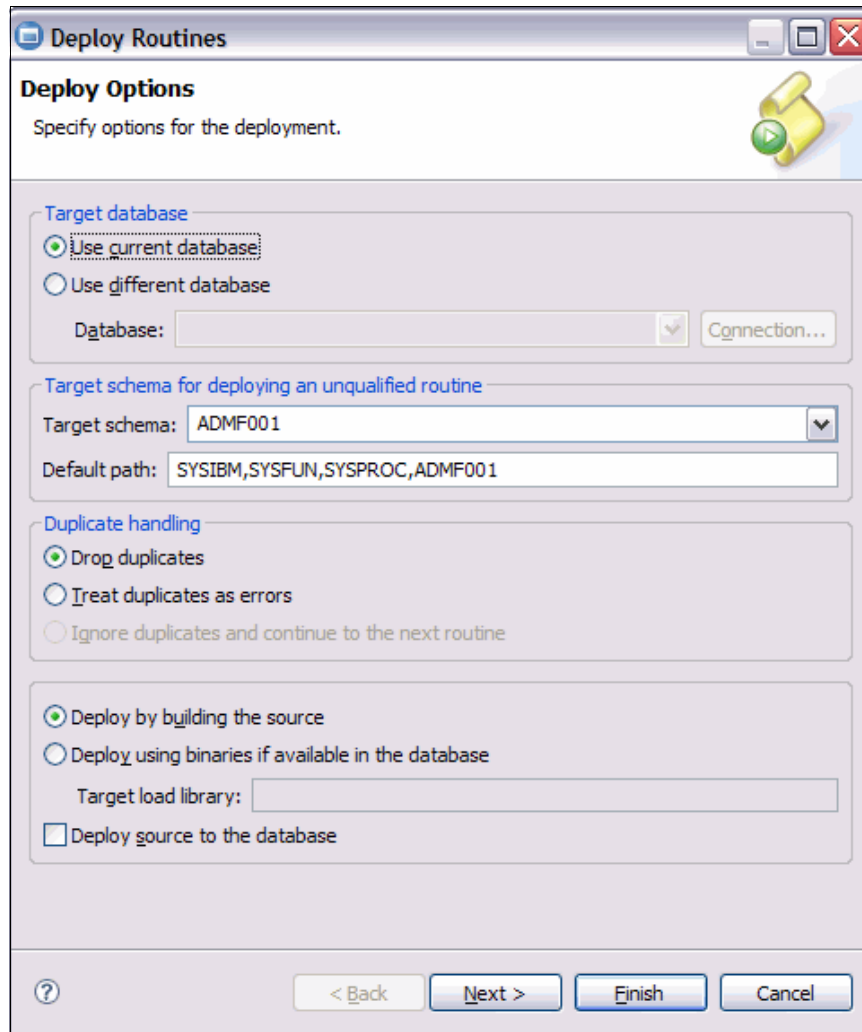 Deploy Routines
Deploy Options
Specify options for the deployment.
Target database
Use current database
Use different database
Database:
Connection...
Target schema for deploying an unqualified routine
Target schema: ADMF001
Default path: SYSIBM,SYSFUN,SYSPROC,ADMF001
Duplicate handling
Drop duplicates
Treat duplicates as errors
Ignore duplicates and continue to the next routine
Deploy by building the source
Deploy using binaries if available in the database
Target load library:
Deploy source to the database
? < Back Next > Finish Cancel